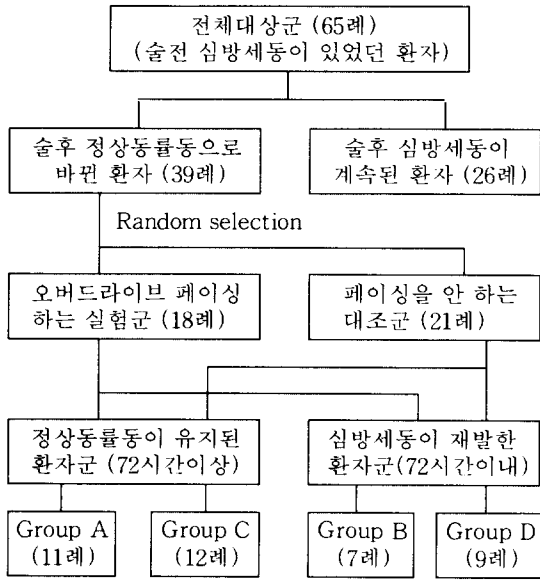 전체대상군 (65례)
(술전 심방세동이 있었던 환자)
술후 정상동률동으로
바뀐 환자 (39례)
술후 심방세동이
계속된 환자 (26례)
Random selection
오버드라이브 페이싱
하는 실험군 (18례)
페이싱을 안 하는
대조군 (21례)
정상동률동이 유지된
환자군 (72시간이상)
심방세동이 재발한
환자군(72시간이내)
Group A
(11례)
Group C
(12례)
Group B
(7례)
Group D
(9례)